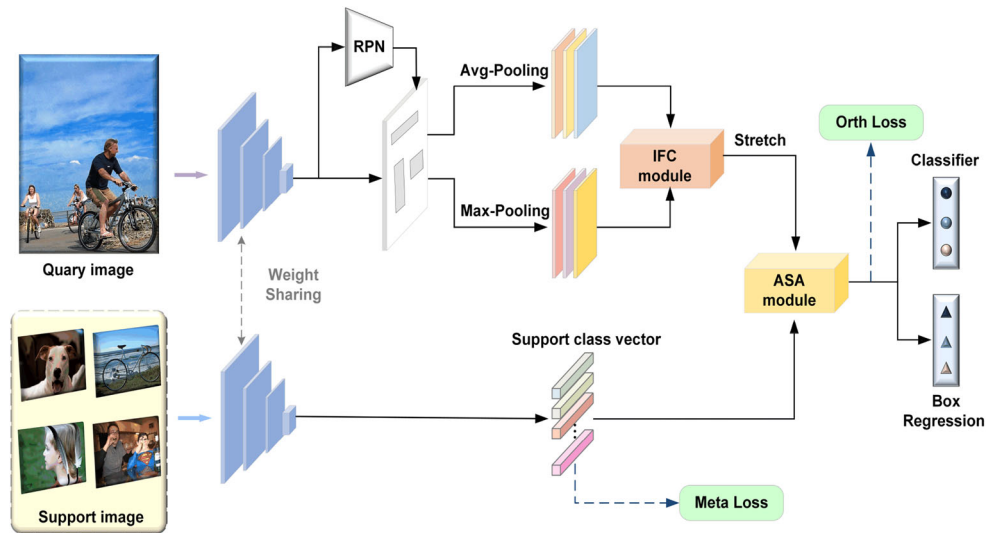 RPN
Avg-Pooling
Orth Loss
IFC
module
Stretch
Classifier
Max-Pooling
Quary image
Weight
Sharing
ASA
module
Support class vector
Box
Regression
Meta Loss
Support image